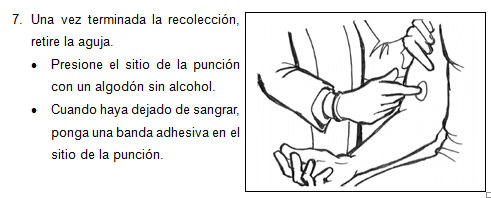 7. Una vez terminada la recolección,
retire la aguja.
• Presione el sitio de la punción
con un algodón sin alcohol.
• Cuando haya dejado de sangrar,
ponga una banda adhesiva en el
sitio de la punción.